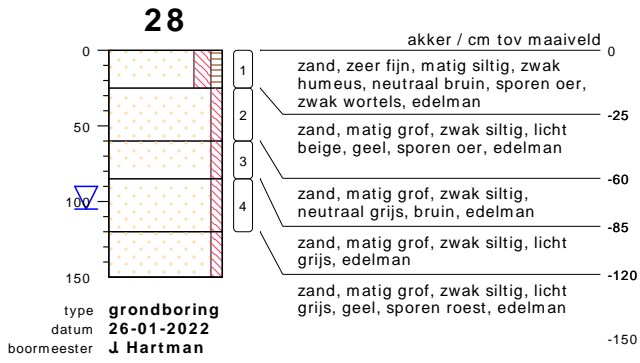 28
akker / cm tov maaiveld
0
0
1
zand, zeer fijn, matig siltig, zwak
humeus, neutraal bruin, sporen oer,
zwak wortels, edelman
-25
2
50
zand, matig grof, zwak siltig, licht
beige, geel, sporen oer, edelman
-60
3
zand, matig grof, zwak siltig,
neutraal grijs, bruin, edelman
-85
4
100
zand, matig grof, zwak siltig, licht
grijs, edelman
-120
150
zand, matig grof, zwak siltig, licht
grijs, geel, sporen roest, edelman
-150
type grondboring
datum 26-01-2022
boormeester J Hartman